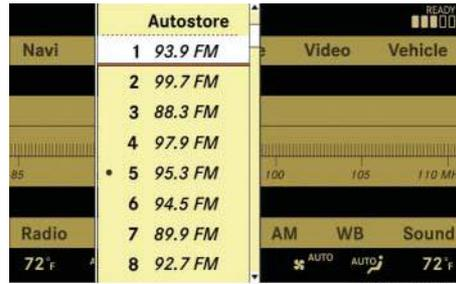 READY
Autostore
Navi Video Vehicle
1 93.9 FM
2 99.7 FM
3 88.3 FM
4 97.9 FM
85 100 105 110 MH
5 95.3 FM
6 94.5 FM
Radio AM WB Sound
7 89.9 FM
72°F AUTO AUTO 72°F
8 92.7 FM